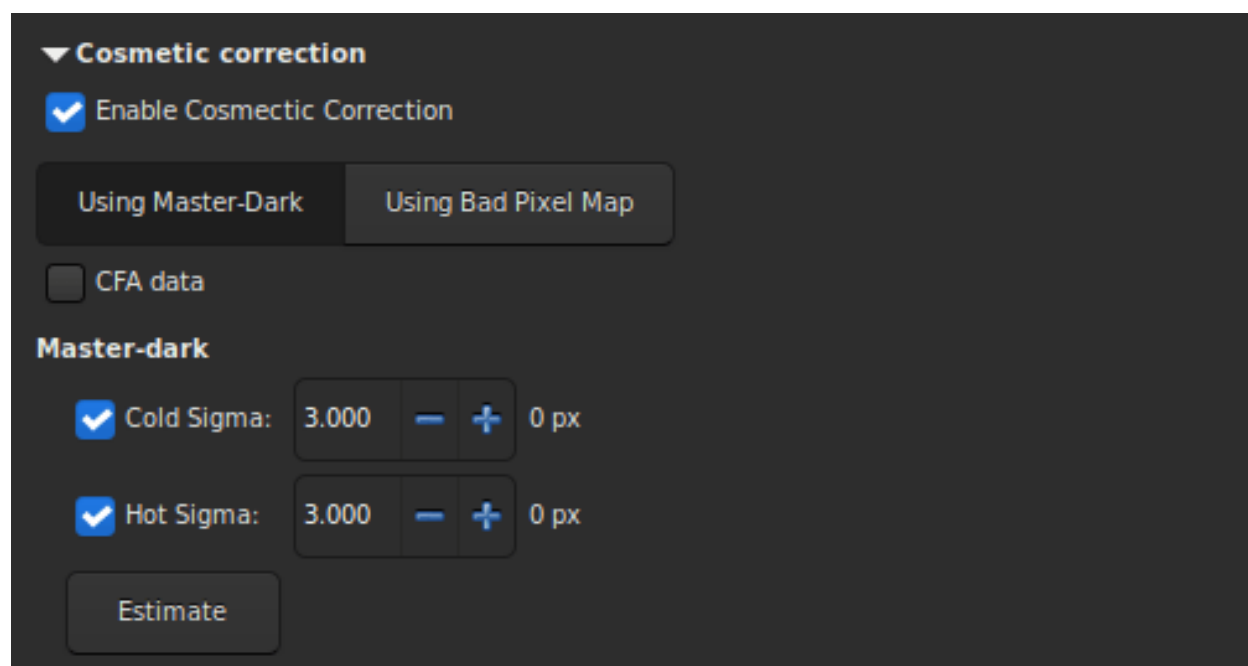 Cosmetic correction
Enable Cosmectic Correction
Using Master-Dark Using Bad Pixel Map
CFA data
Master-dark
Cold Sigma: 3.000 0 px
Hot Sigma: 3.000 0 px
Estimate